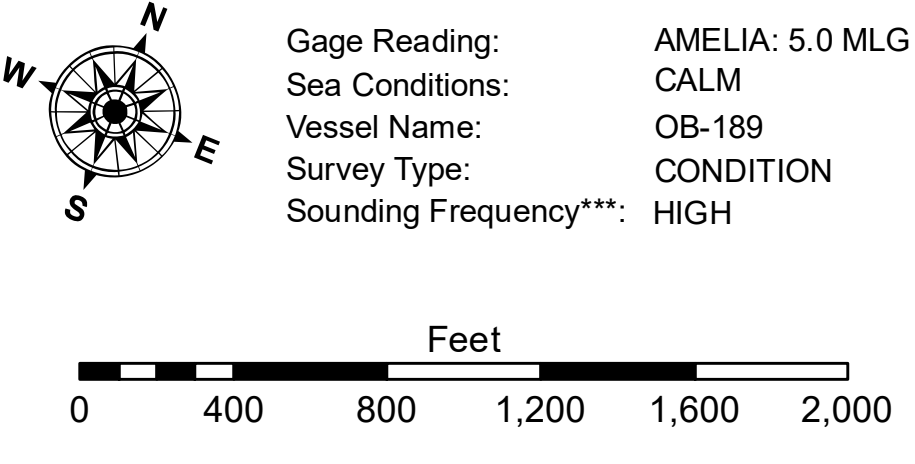 N
W
E
S
Gage Reading: AMELIA: 5.0 MLG
Sea Conditions: CALM
Vessel Name: OB-189
Survey Type: CONDITION
Sounding Frequency***: HIGH
Feet
0 400 800 1,200 1,600 2,000